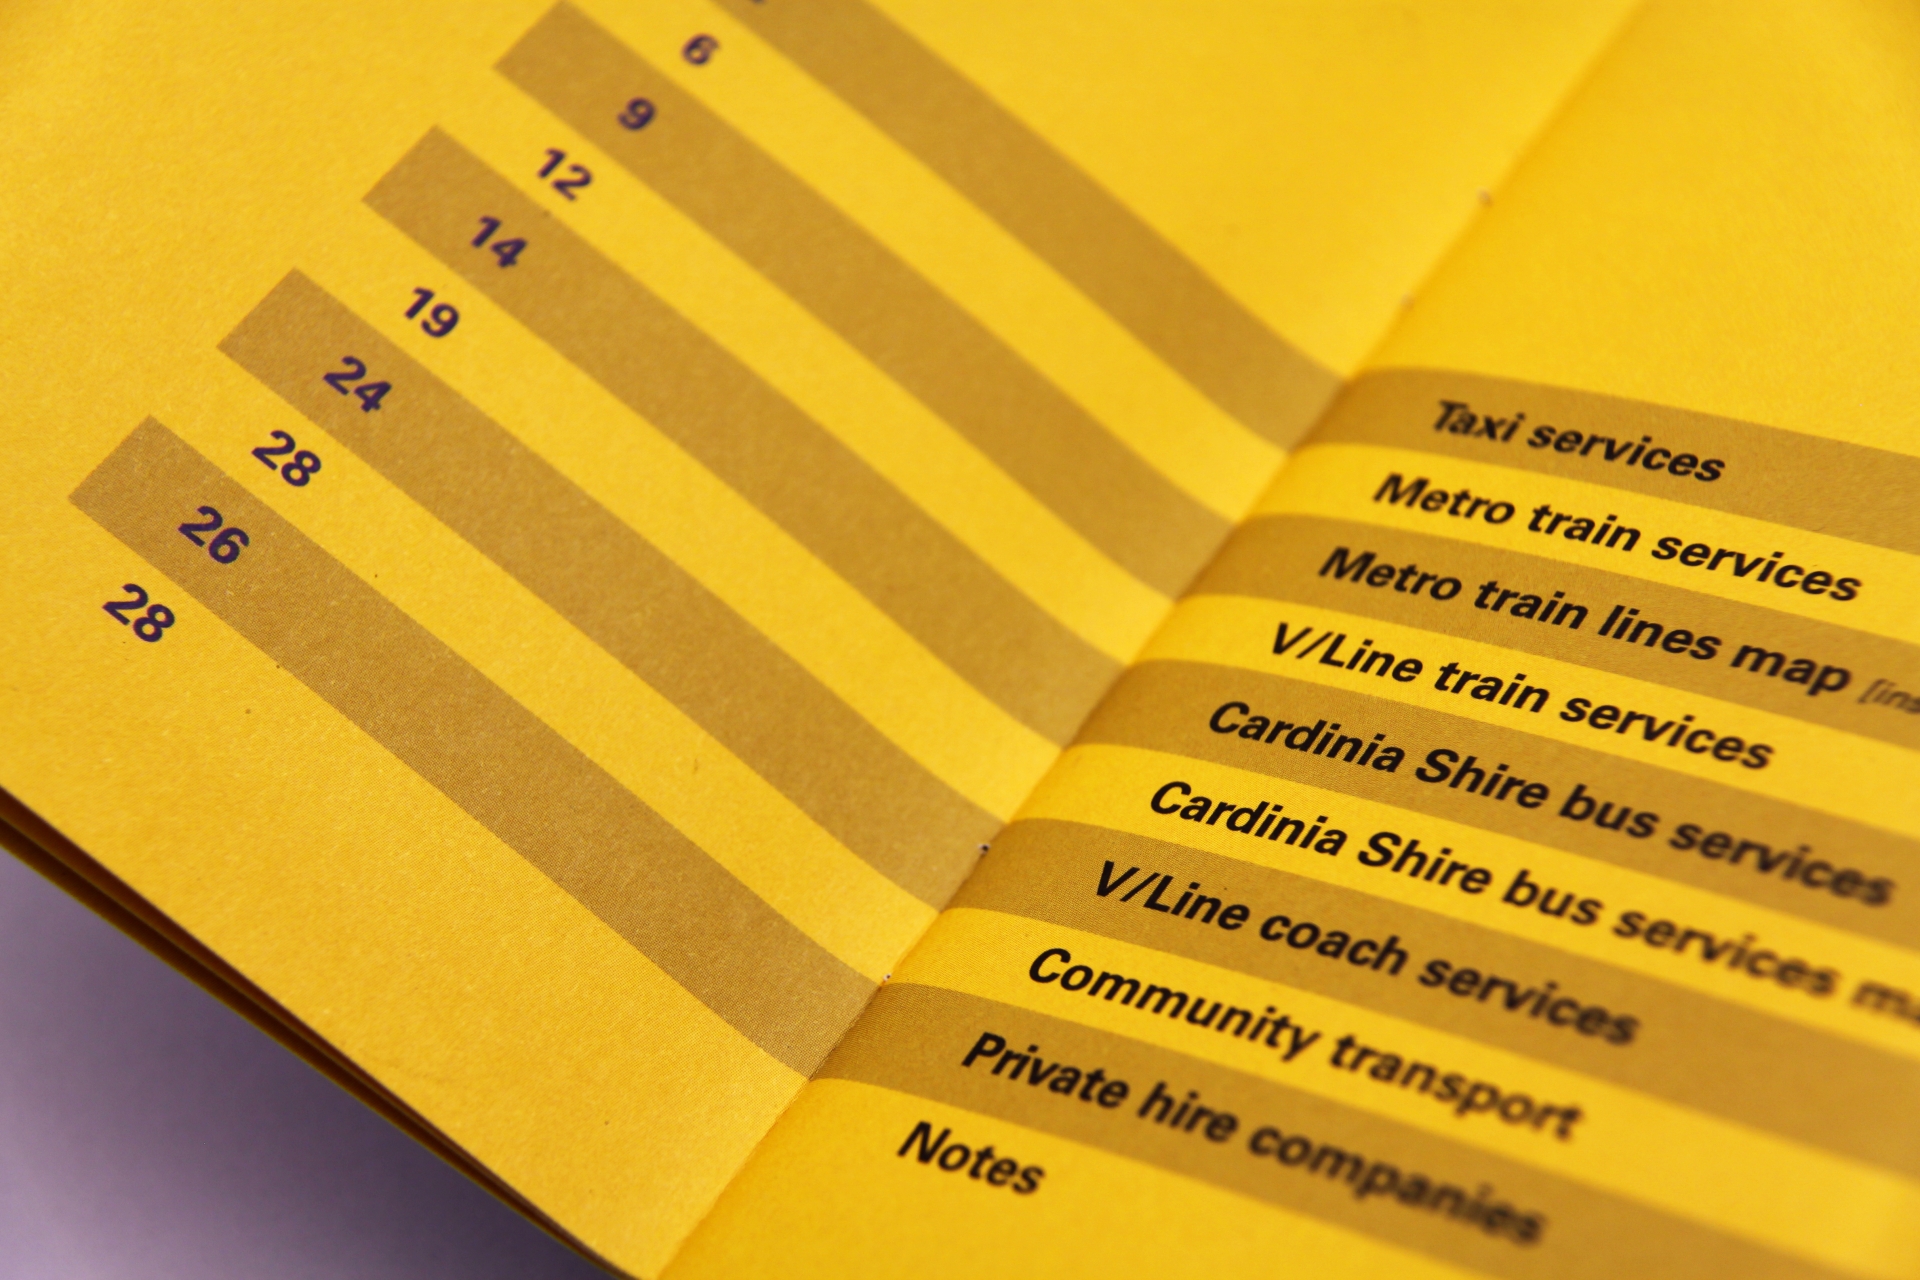 Taxi services
6 Metro train services
9 Metro train lines map
12 V/Line train services
14 Cardinia Shire bus services
19 Cardinia Shire bus services
24 V/Line coach services
28 Community transport
26 Private hire companies
28 Notes